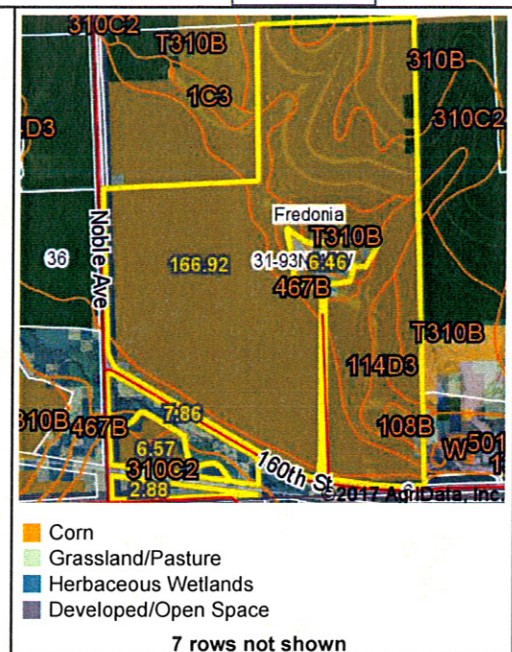 310C2
T310B
310B
1C3
310C2
D3
Fredonia
36
Noble Ave
166.92
T310B
6.46
467B
T310B
114D3
7.86
310B
467B
108B
6.57
310C2
160th St
W501
2.88
©2017 AgriData, Inc.
Corn
Grassland/Pasture
Herbaceous Wetlands
Developed/Open Space
7 rows not shown